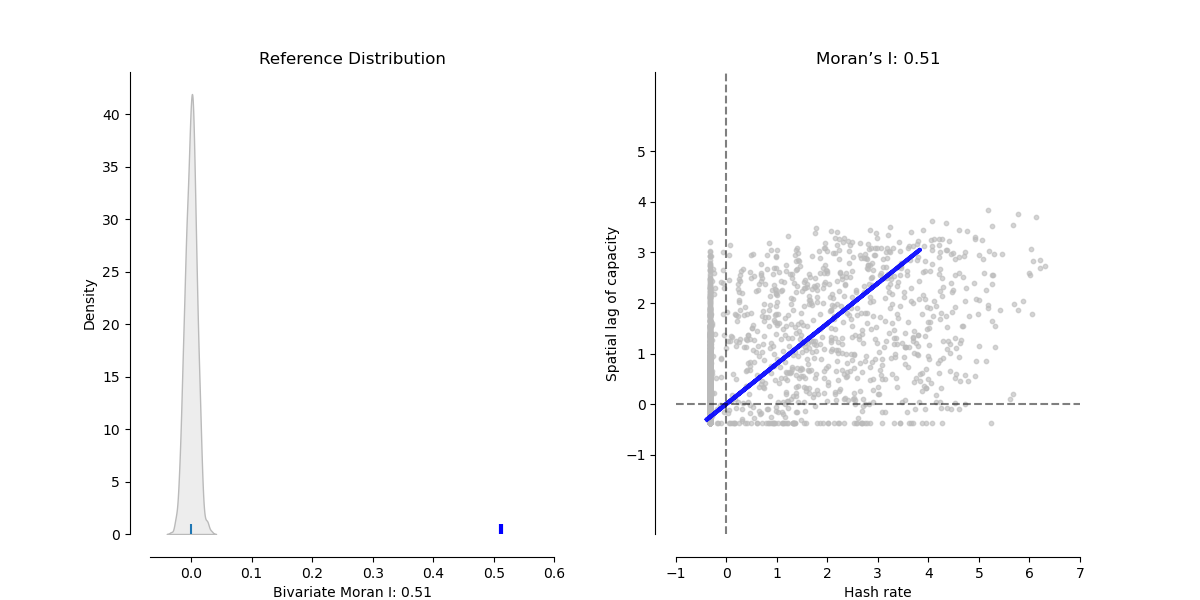 Reference Distribution
Density
40
35
30
25
20
15
10
5
0
0.0 0.1 0.2 0.3 0.4 0.5 0.6
Bivariate Moran I: 0.51
Moran’s I: 0.51
Spatial lag of capacity
5
4
3
2
1
0
−1
−1 0 1 2 3 4 5 6 7
Hash rate